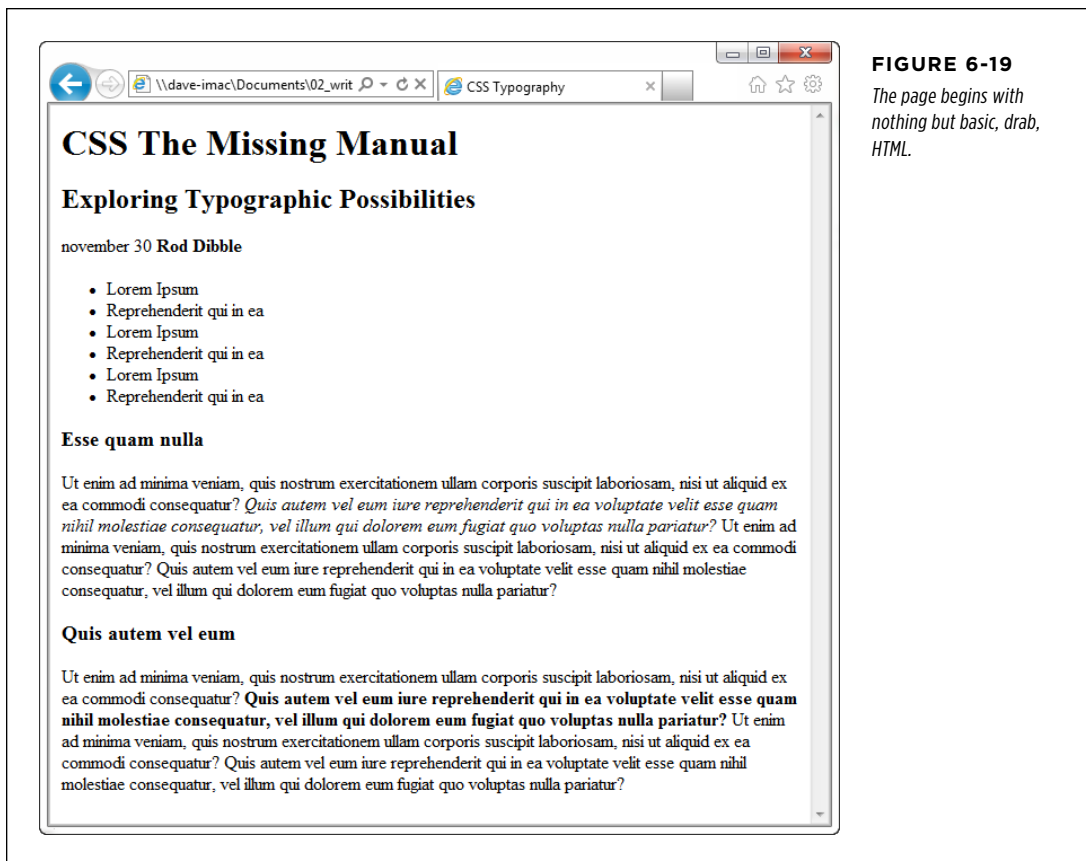 \\dave-imac\Documents\02_writ
CSS Typography
CSS The Missing Manual
Exploring Typographic Possibilities
november 30 Rod Dibble
• Lorem Ipsum
• Reprehenderit qui in ea
• Lorem Ipsum
• Reprehenderit qui in ea
• Lorem Ipsum
• Reprehenderit qui in ea
Esse quam nulla
Ut enim ad minima veniam, quis nostrum exercitationem ullam corporis suscipit laboriosam, nisi ut aliquid ex
ea commodi consequatur? Quis autem vel eum iure reprehenderit qui in ea voluptate velit esse quam
nihil molestiae consequatur, vel illum qui dolorem eum fugiat quo voluptas nulla pariatur? Ut enim ad
minima veniam, quis nostrum exercitationem ullam corporis suscipit laboriosam, nisi ut aliquid ex ea commodi
consequatur? Quis autem vel eum iure reprehenderit qui in ea voluptate velit esse quam nihil molestiae
consequatur, vel illum qui dolorem eum fugiat quo voluptas nulla pariatur?
Quis autem vel eum
Ut enim ad minima veniam, quis nostrum exercitationem ullam corporis suscipit laboriosam, nisi ut aliquid ex
ea commodi consequatur? Quis autem vel eum iure reprehenderit qui in ea voluptate velit esse quam
nihil molestiae consequatur, vel illum qui dolorem eum fugiat quo voluptas nulla pariatur? Ut enim
ad minima veniam, quis nostrum exercitationem ullam corporis suscipit laboriosam, nisi ut aliquid ex ea
commodi consequatur? Quis autem vel eum iure reprehenderit qui in ea voluptate velit esse quam nihil
molestiae consequatur, vel illum qui dolorem eum fugiat quo voluptas nulla pariatur?
FIGURE 6-19
The page begins with
nothing but basic, drab,
HTML.